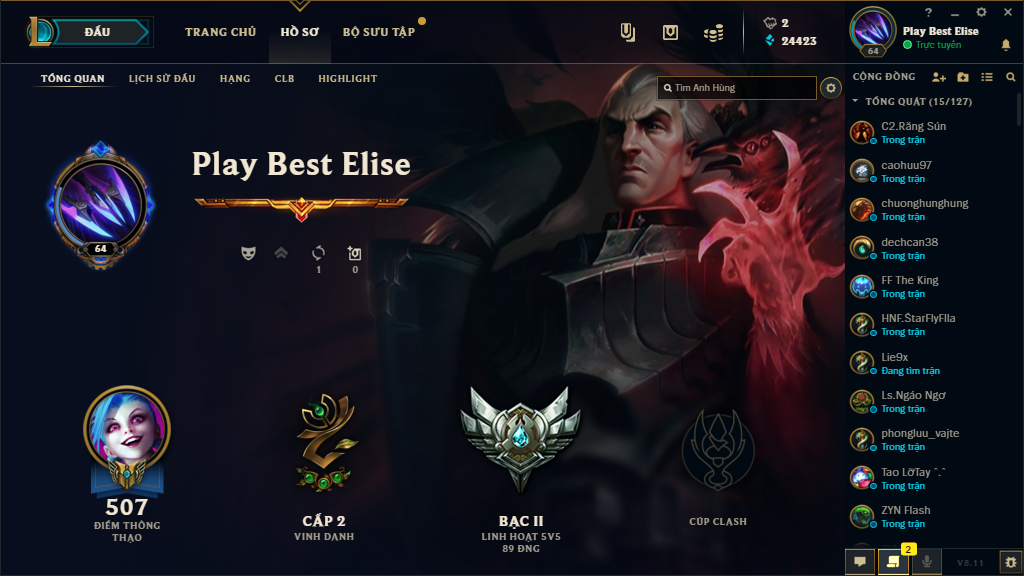 ĐẤU
TRANG CHỦ
HỒ SƠ
BỘ SƯU TẬP
2
24423
?
Play Best Elise
Trực tuyến
64
TỔNG QUAN
LỊCH SỬ ĐẤU
HẠNG
CLB
HIGHLIGHT
Tìm Anh Hùng
CỘNG ĐỒNG
TỔNG QUÁT (15/127)
C2.Răng Sún
Trong trận
caohuu97
Trong trận
chuonghunghung
Trong trận
dechcan38
Trong trận
FF The King
Trong trận
HNF.StarFlyFlla
Trong trận
Lie9x
Đang tìm trận
Ls.Ngáo Ngơ
Trong trận
phongluu_vajte
Trong trận
Tao LỡTay ˆ.ˆ
Trong trận
ZYN Flash
Trong trận
Play Best Elise
64
1
0
507
ĐIỂM THÔNG
THẠO
CẤP 2
VINH DANH
BẠC II
LINH HOẠT 5V5
89 ĐNG
CÚP CLASH
2
V8.11